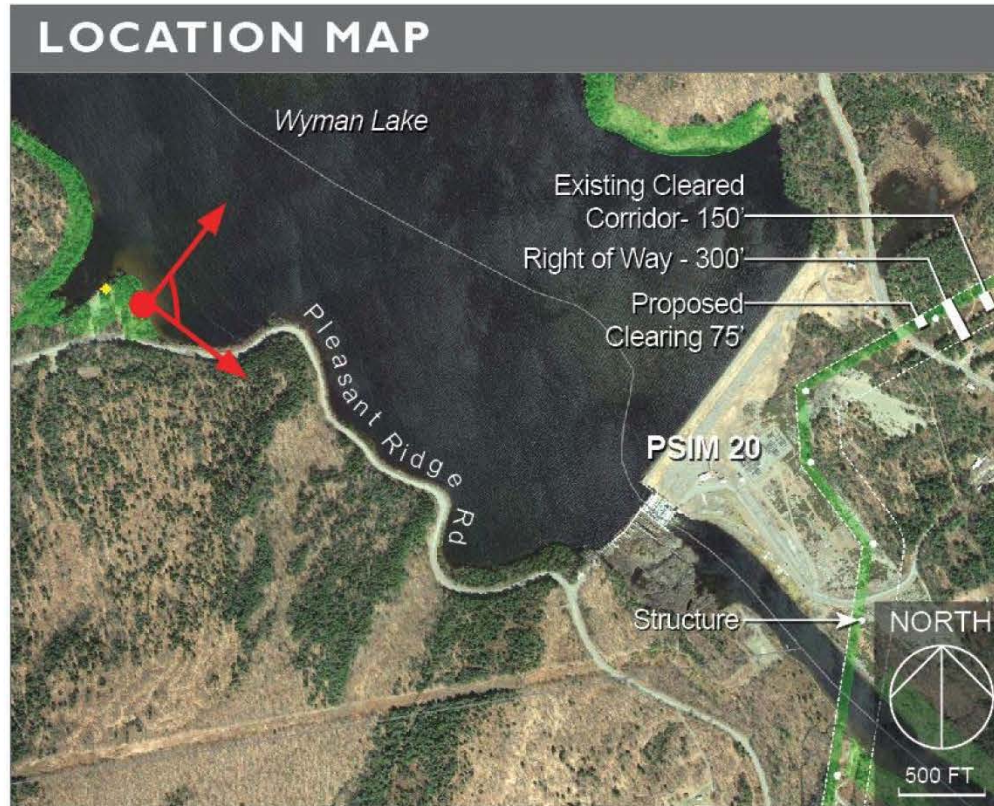 LOCATION MAP
Wyman Lake
Existing Cleared
Corridor- 150'
Right of Way - 300'
Proposed
Clearing 75'
Pleasant Ridge Rd
PSIM 20
Structure
NORTH
500 FT